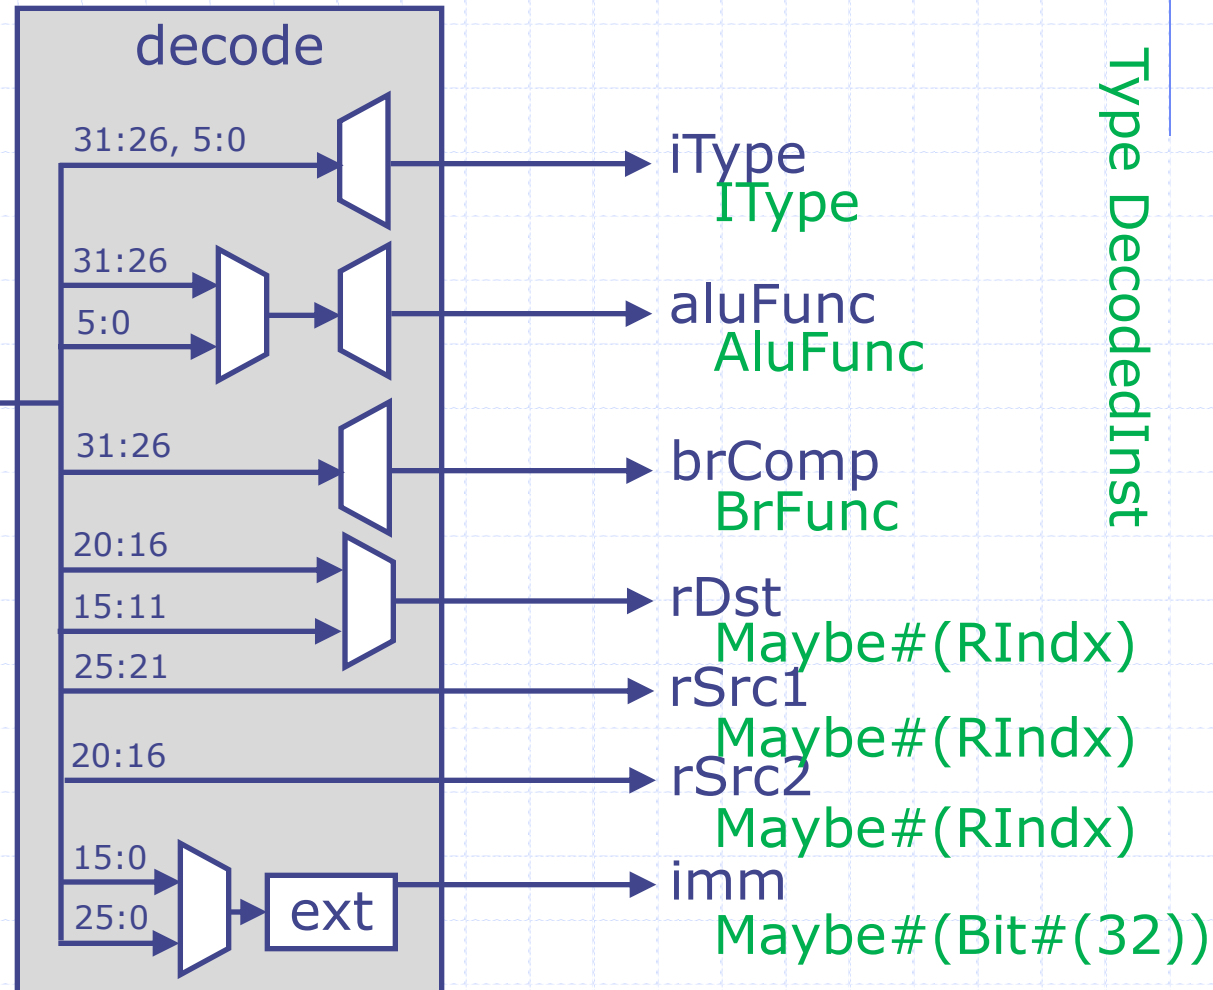 decode
31:26, 5:0
iType
IType
31:26
5:0
aluFunc
AluFunc
31:26
brComp
BrFunc
20:16
15:11
rDst
Maybe#(RIndx)
25:21
rSrc1
Maybe#(RIndx)
20:16
rSrc2
Maybe#(RIndx)
15:0
25:0
ext
imm
Maybe#(Bit#(32))
Type DecodedInst